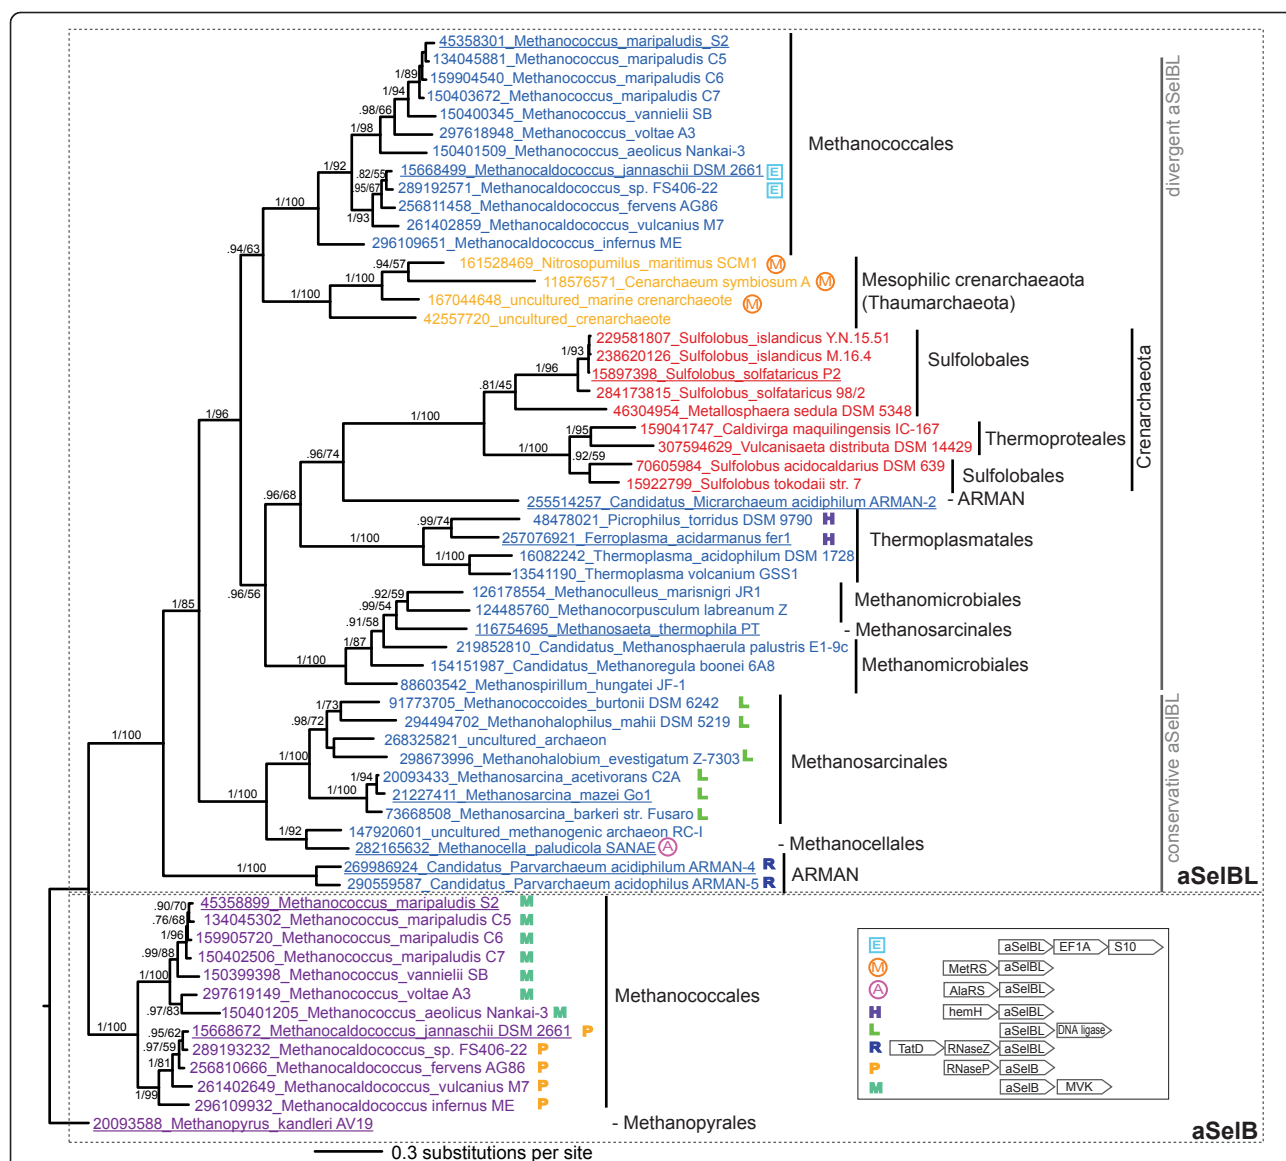 45358301_Methanococcus_maripaludis_S2
134045881_Methanococcus_maripaludis C5
159904540_Methanococcus_maripaludis C6
150403672_Methanococcus_maripaludis C7
150400345_Methanococcus_vannielii SB
297618948_Methanococcus_voltae A3
150401509_Methanococcus_aeolicus Nankai-3
15668499_Methanocaldococcus_jannaschii DSM 2661 E
289192571_Methanocaldococcus_sp. FS406-22 E
256811458_Methanocaldococcus_fervens AG86
261402859_Methanocaldococcus_vulcanius M7
296109651_Methanocaldococcus_infernus ME
Methanococcales
1/89
1/94
.98/66
1/98
1/92
.82/55
.95/67
1/93
1/100
.94/63
161528469_Nitrosopumilus_maritimus SCM1 M
118576571_Cenarchaeum symbiosum A M
167044648_uncultured_marine crenarchaeote M
42557720_uncultured_crenarchaeote
Mesophilic crenarchaeaota
(Thaumarchaeota)
.94/57
1/100
1/100
229581807_Sulfolobus_islandicus Y.N.15.51
238620126_Sulfolobus_islandicus M.16.4
15897398_Sulfolobus_solfataricus P2
284173815_Sulfolobus_solfataricus 98/2
46304954_Metallosphaera sedula DSM 5348
Sulfolobales
159041747_Caldivirga maquilingensis IC-167
307594629_Vulcanisaeta distributa DSM 14429
Thermoproteales
70605984_Sulfolobus acidocaldarius DSM 639
15922799_Sulfolobus tokodaii str. 7
Sulfolobales
Crenarchaeota
1/93
1/96
.81/45
1/100
1/95
1/100
.92/59
1/96
.96/74
.96/68
255514257_Candidatus_Micrarchaeum acidiphilum ARMAN-2
- ARMAN
48478021_Picrophilus_torridus DSM 9790 H
257076921_Ferroplasma_acidarmanus fer1 H
16082242_Thermoplasma_acidophilum DSM 1728
13541190_Thermoplasma volcanium GSS1
Thermoplasmatales
.99/74
1/100
1/100
.96/56
126178554_Methanoculleus_marisnigri JR1
124485760_Methanocorpusculum labreanum Z
Methanomicrobiales
116754695_Methanosaeta_thermophila PT
- Methanosarcinales
219852810_Candidatus_Methanosphaerula palustris E1-9c
154151987_Candidatus_Methanoregula boonei 6A8
88603542_Methanospirillum_hungatei JF-1
Methanomicrobiales
.92/59
.99/54
.91/58
1/87
1/100
1/85
divergent aSelBL
91773705_Methanococcoides_burtonii DSM 6242 L
294494702_Methanohalophilus_mahii DSM 5219 L
268325821_uncultured_archaeon
298673996_Methanohalobium_evestigatum Z-7303 L
20093433_Methanosarcina_acetivorans C2A L
21227411_Methanosarcina_mazei Go1 L
73668508_Methanosarcina_barkeri str. Fusaro L
Methanosarcinales
1/73
.98/72
1/100
1/94
1/100
1/100
147920601_uncultured_methanogenic archaeon RC-I
282165632_Methanocella_paludicola SANAE A
- Methanocellales
1/92
269986924_Candidatus_Parvarchaeum acidiphilum ARMAN-4 R
290559587_Candidatus_Parvarchaeum acidophilus ARMAN-5 R
ARMAN
1/100
1/100
conservative aSelBL
aSelBL
45358899_Methanococcus_maripaludis S2 M
134045302_Methanococcus_maripaludis C5 M
159905720_Methanococcus_maripaludis C6 M
150402506_Methanococcus_maripaludis C7 M
150399398_Methanococcus_vannielii SB M
297619149_Methanococcus_voltae A3 M
150401205_Methanococcus_aeolicus Nankai-3 M
15668672_Methanocaldococcus_jannaschii DSM 2661 P
289193232_Methanocaldococcus_sp. FS406-22 P
256810666_Methanocaldococcus_fervens AG86 P
261402649_Methanocaldococcus_vulcanius M7 P
296109932_Methanocaldococcus infernus ME P
Methanococcales
.90/70
.76/68
1/96
.99/88
1/100
.97/83
1/100
.95/62
.97/59
1/81
1/99
20093588_Methanopyrus_kandleri AV19
- Methanopyrales
E aSelBL EF1A S10
M MetRS aSelBL
A AlaRS aSelBL
H hemH aSelBL
L aSelBL DNA ligase
R TatD RNaseZ aSelBL
P RNaseP aSelB
M aSelB MVK
aSelB
0.3 substitutions per site